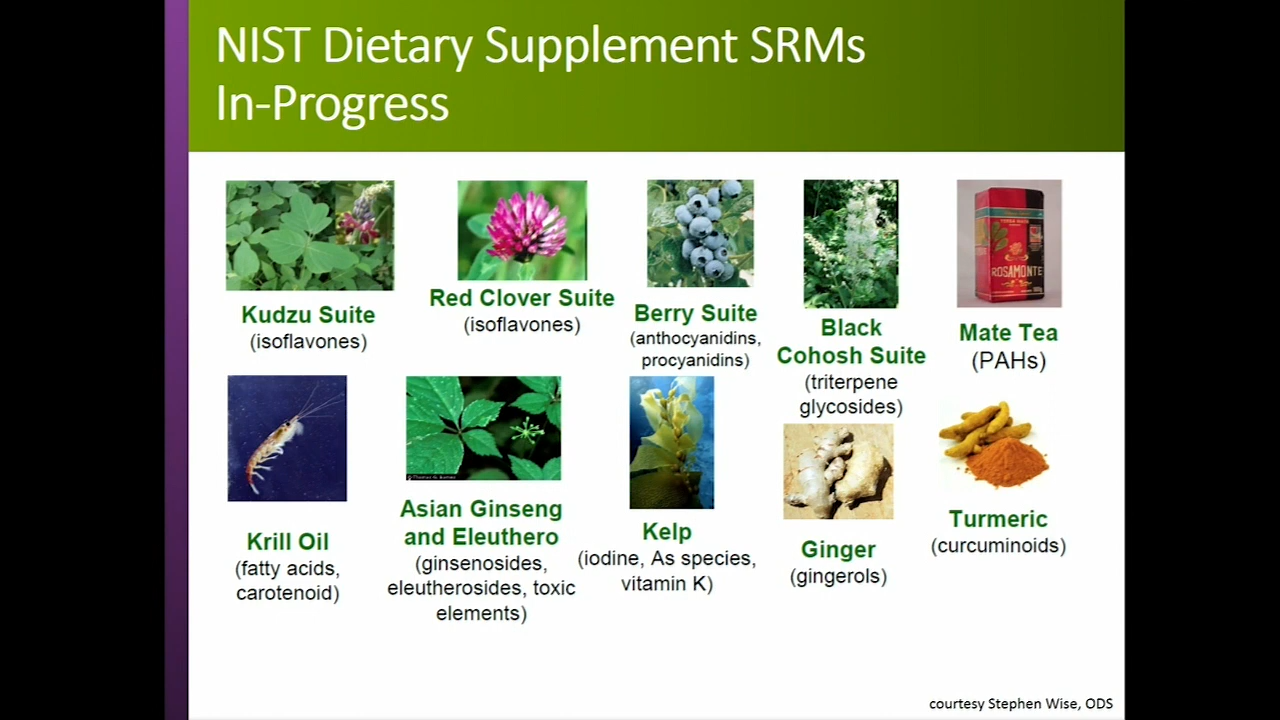 NIST Dietary Supplement SRMs
In-Progress
Kudzu Suite
(isoflavones)
Red Clover Suite
(isoflavones)
Berry Suite
(anthocyanidins,
procyanidins)
Black
Cohosh Suite
(triterpene
glycosides)
ROSAMONTE
Mate Tea
(PAHs)
Krill Oil
(fatty acids,
carotenoid)
Asian Ginseng
and Eleuthero
(ginsenosides,
eleutherosides, toxic
elements)
Kelp
(iodine, As species,
vitamin K)
Ginger
(gingerols)
Turmeric
(curcuminoids)
courtesy Stephen Wise, ODS